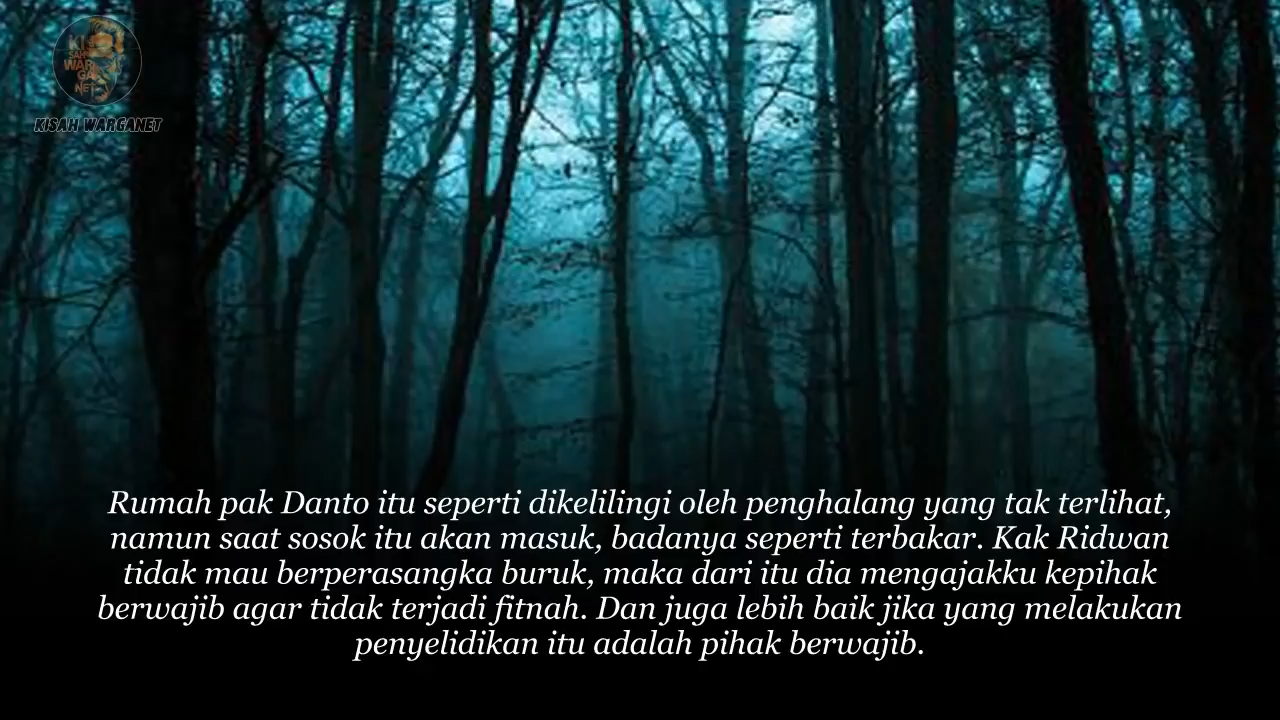 KISAH WARGANET
KISAH WARGANET
Rumah pak Danto itu seperti dikelilingi oleh penghalang yang tak terlihat,
namun saat sosok itu akan masuk, badanya seperti terbakar. Kak Ridwan
tidak mau berperasangka buruk, maka dari itu dia mengajakku kepihak
berwajib agar tidak terjadi fitnah. Dan juga lebih baik jika yang melakukan
penyelidikan itu adalah pihak berwajib.